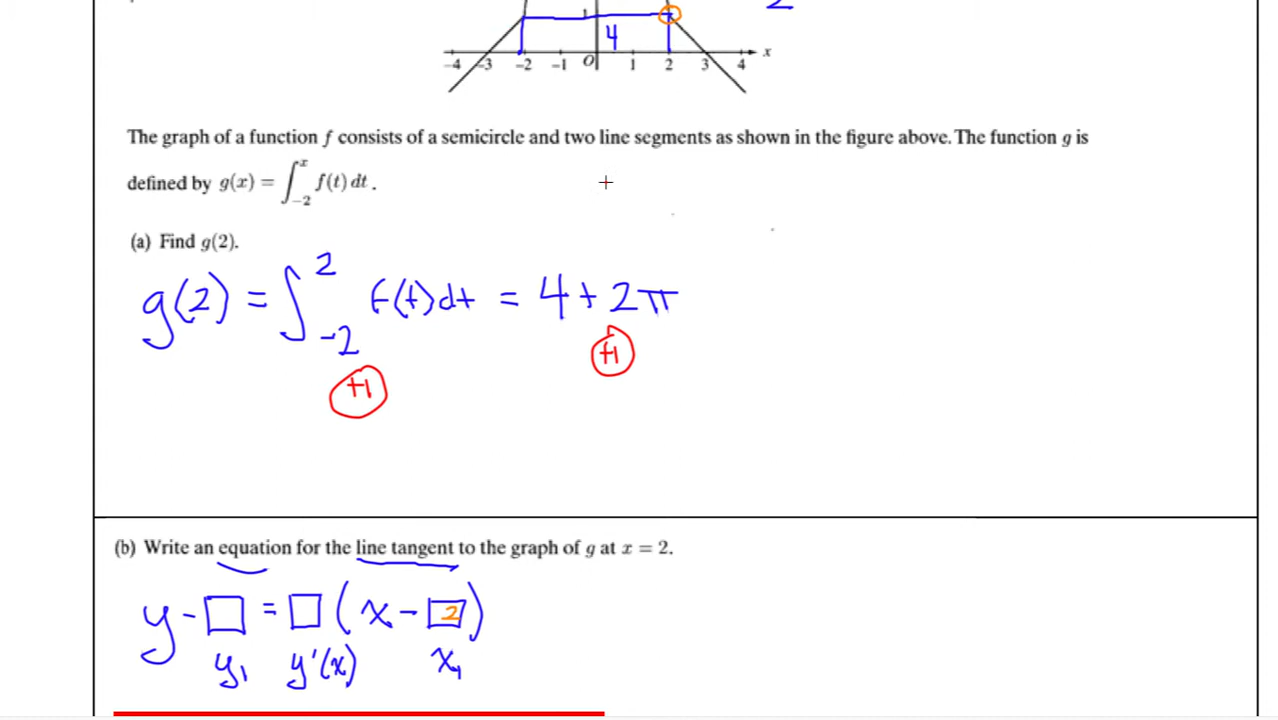 1
4
-4 -3 -2 -1 O 1 2 3 4 x
The graph of a function f consists of a semicircle and two line segments as shown in the figure above. The function g is
defined by g(x) = ∫_{-2}^{x} f(t) dt .
(a) Find g(2).
g(2) = ∫_{-2}^{2} f(t)dt = 4 + 2π
+1 +1
(b) Write an equation for the line tangent to the graph of g at x = 2.
y - □ = □ (x - 2)
y₁ y'(x) x₁